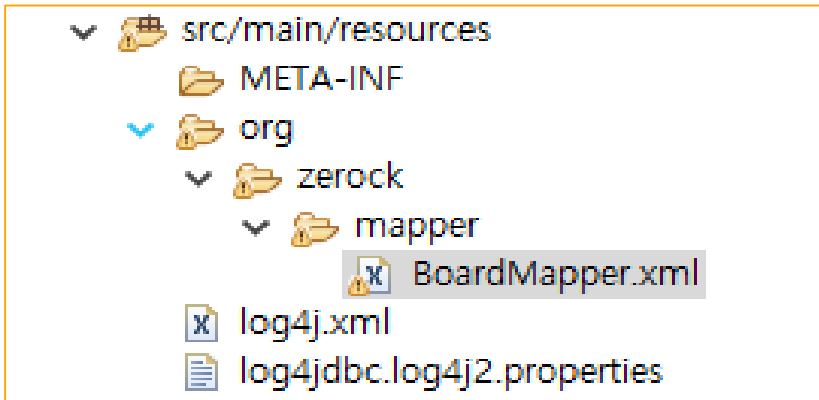 src/main/resources
META-INF
org
zerock
mapper
BoardMapper.xml
log4j.xml
log4jdbc.log4j2.properties